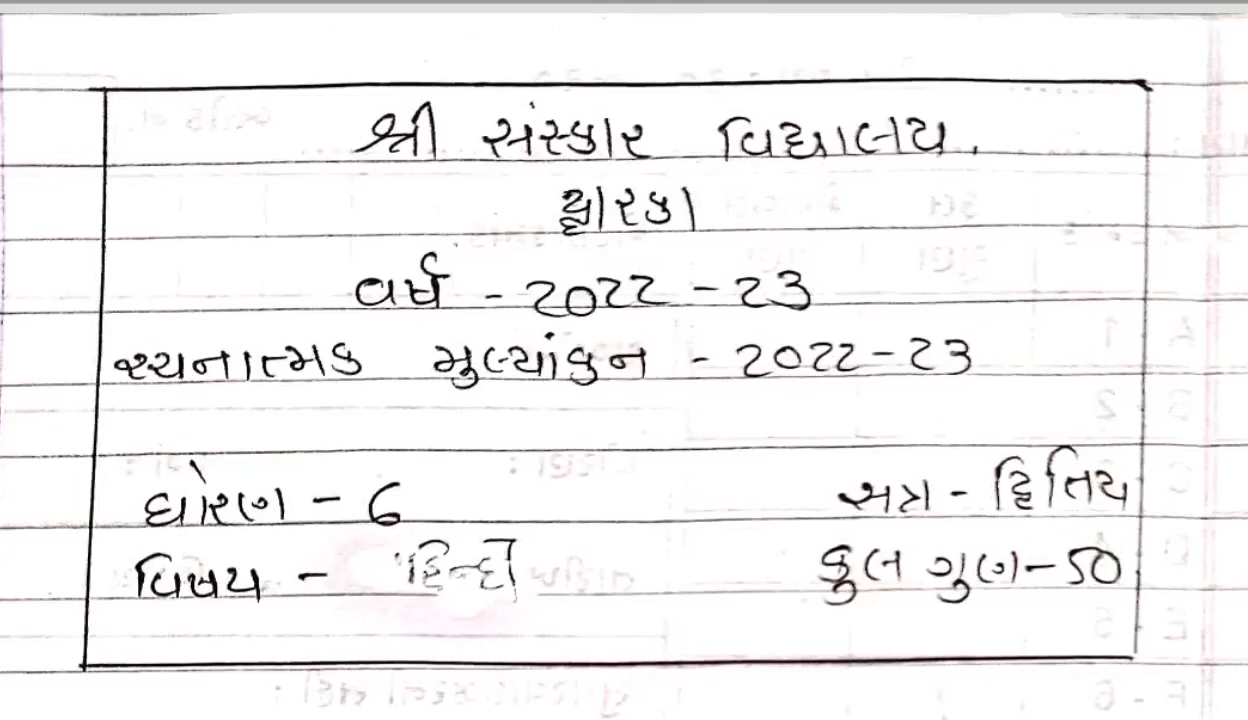 શ્રી સંસ્કાર વિદ્યાલય.
દ્વારકા
વર્ષ - 2022 - 23
રચનાત્મક મુલ્યાંકન - 2022-23
ધોરણ - 6 સત્ર - દ્વિતિય
વિષય - હિન્દી કુલ ગુણ-50